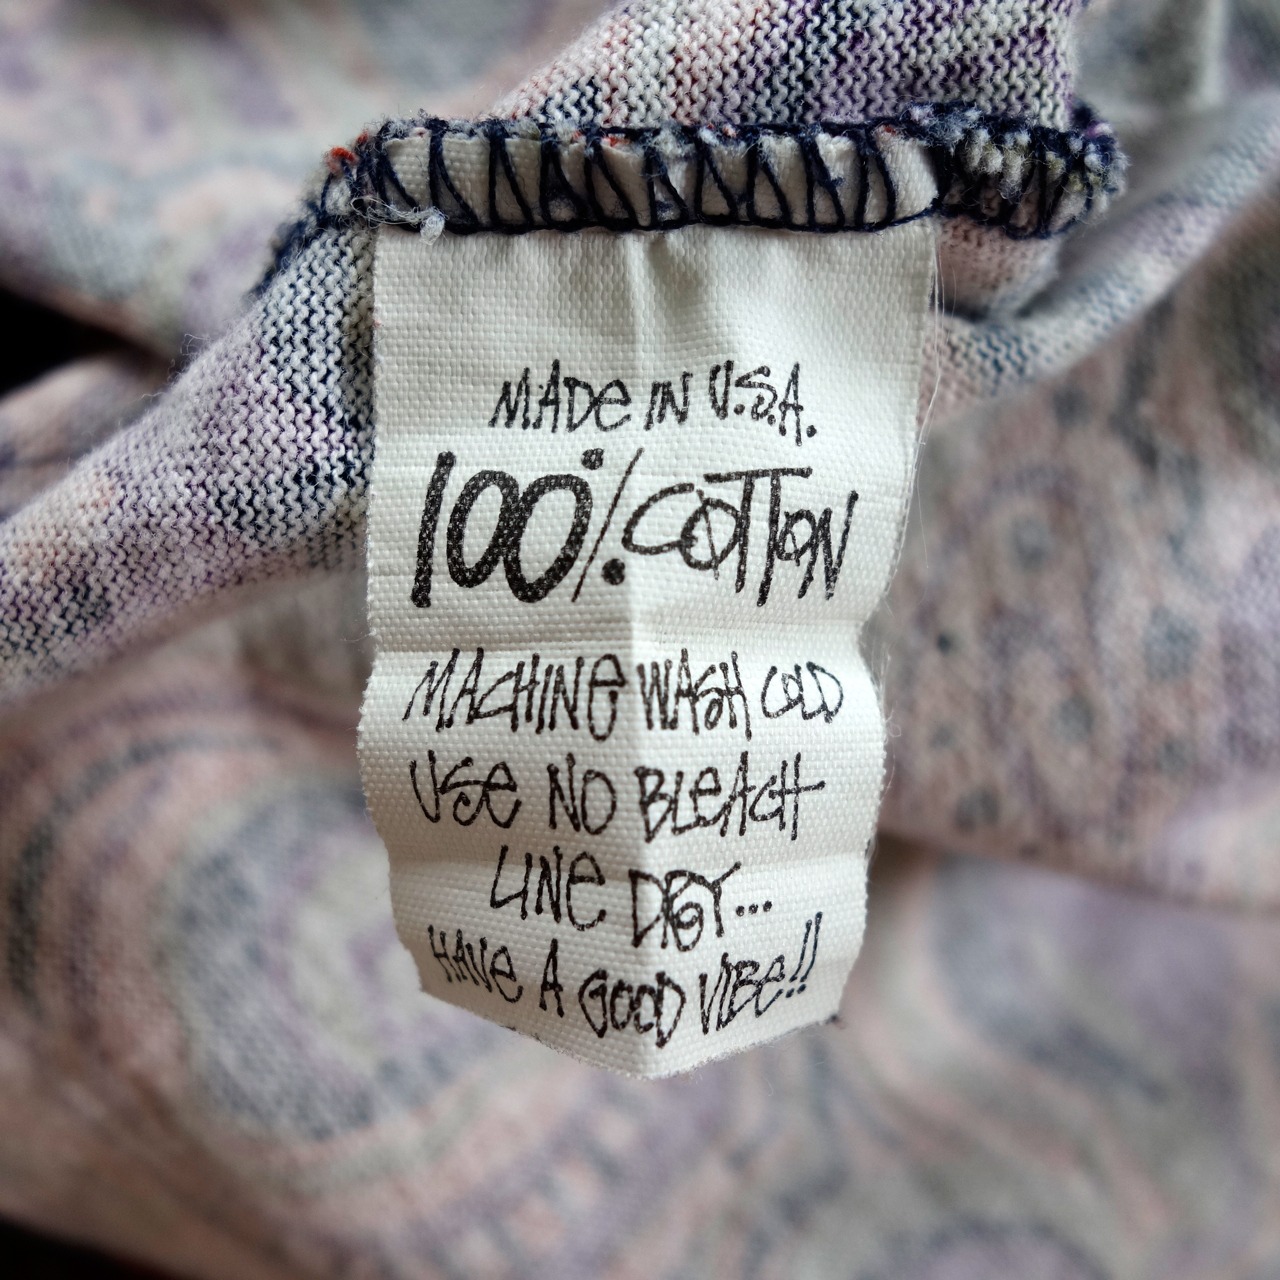 MADe IN U.S.A.
100% COTTON
MACHINe WASH COLD
USe NO BLeACH
LINe DRY...
HAVe A GOOD VIBe!!